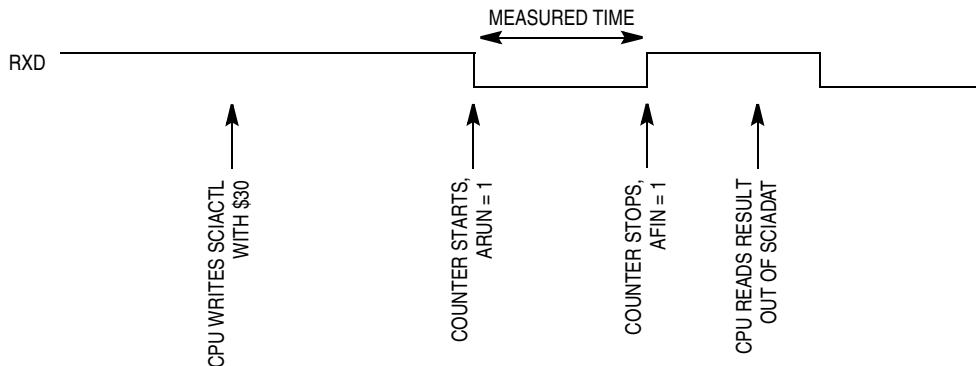 MEASURED TIME
RXD
CPU WRITES SCIACTL
WITH $30
COUNTER STARTS,
ARUN = 1
COUNTER STOPS,
AFIN = 1
CPU READS RESULT
OUT OF SCIADAT